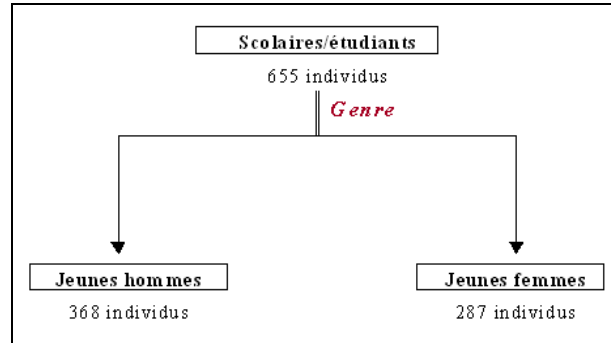 Scolaires/étudiants
655 individus
Genre
Jeunes hommes
Jeunes femmes
368 individus
287 individus